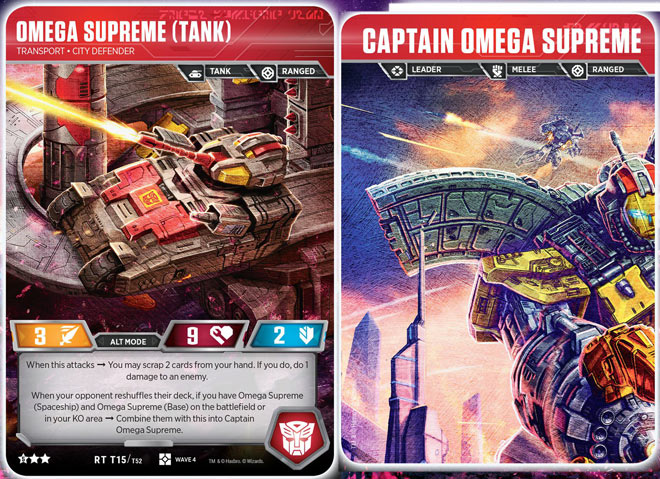 OMEGA SUPREME (TANK)
TRANSPORT • CITY DEFENDER
TANK RANGED
3 ALT MODE 9 2
When this attacks → You may scrap 2 cards from your hand. If you do, do 1
damage to an enemy.
When your opponent reshuffles their deck, if you have Omega Supreme
(Spaceship) and Omega Supreme (Base) on the battlefield or
in your KO area → Combine them with this into Captain
Omega Supreme.
RT T15/T52 WAVE 4 TM & © Hasbro. © Wizards.
CAPTAIN OMEGA SUPREME
LEADER MELEE RANGED